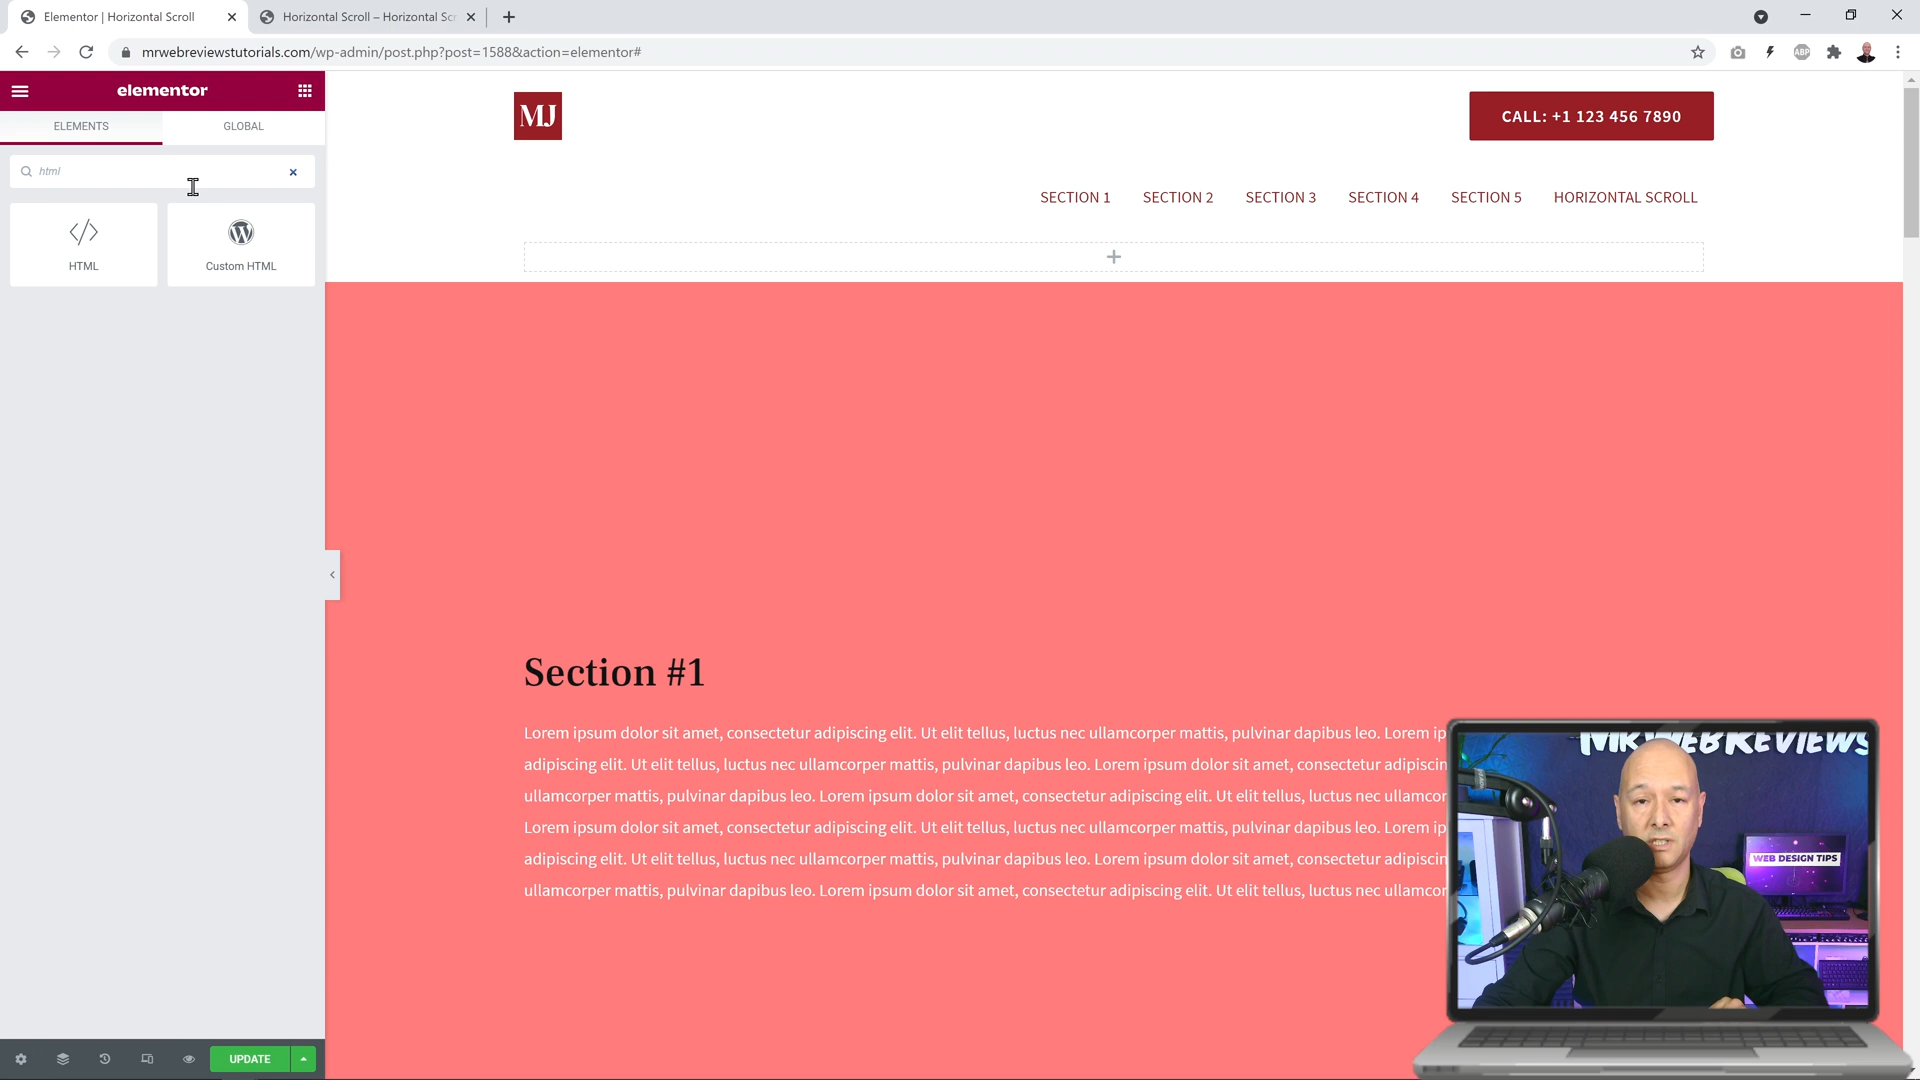 Elementor | Horizontal Scroll
Horizontal Scroll – Horizontal Scr
mrwebreviewstutorials.com/wp-admin/post.php?post=1588&action=elementor#
ABP
elementor
ELEMENTS
GLOBAL
html
HTML
Custom HTML
MJ
CALL: +1 123 456 7890
SECTION 1 SECTION 2 SECTION 3 SECTION 4 SECTION 5 HORIZONTAL SCROLL
Section #1
Lorem ipsum dolor sit amet, consectetur adipiscing elit. Ut elit tellus, luctus nec ullamcorper mattis, pulvinar dapibus leo. Lorem ip
adipiscing elit. Ut elit tellus, luctus nec ullamcorper mattis, pulvinar dapibus leo. Lorem ipsum dolor sit amet, consectetur adipiscin
ullamcorper mattis, pulvinar dapibus leo. Lorem ipsum dolor sit amet, consectetur adipiscing elit. Ut elit tellus, luctus nec ullamcor
Lorem ipsum dolor sit amet, consectetur adipiscing elit. Ut elit tellus, luctus nec ullamcorper mattis, pulvinar dapibus leo. Lorem ip
adipiscing elit. Ut elit tellus, luctus nec ullamcorper mattis, pulvinar dapibus leo. Lorem ipsum dolor sit amet, consectetur adipiscin
ullamcorper mattis, pulvinar dapibus leo. Lorem ipsum dolor sit amet, consectetur adipiscing elit. Ut elit tellus, luctus nec ullamcor
MRWEBREVIEWS
WEB DESIGN TIPS
UPDATE